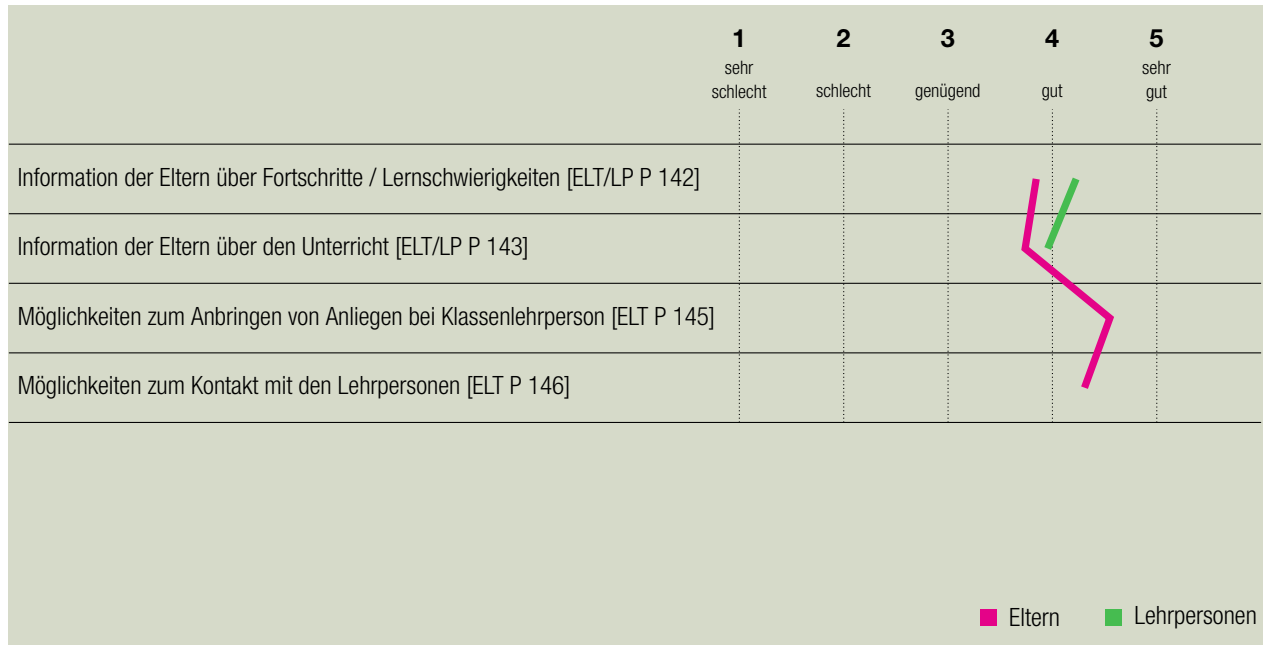 1 2 3 4 5
sehr schlecht schlecht genügend gut sehr gut
Information der Eltern über Fortschritte / Lernschwierigkeiten [ELT/LP P 142]
Information der Eltern über den Unterricht [ELT/LP P 143]
Möglichkeiten zum Anbringen von Anliegen bei Klassenlehrperson [ELT P 145]
Möglichkeiten zum Kontakt mit den Lehrpersonen [ELT P 146]
Eltern Lehrpersonen